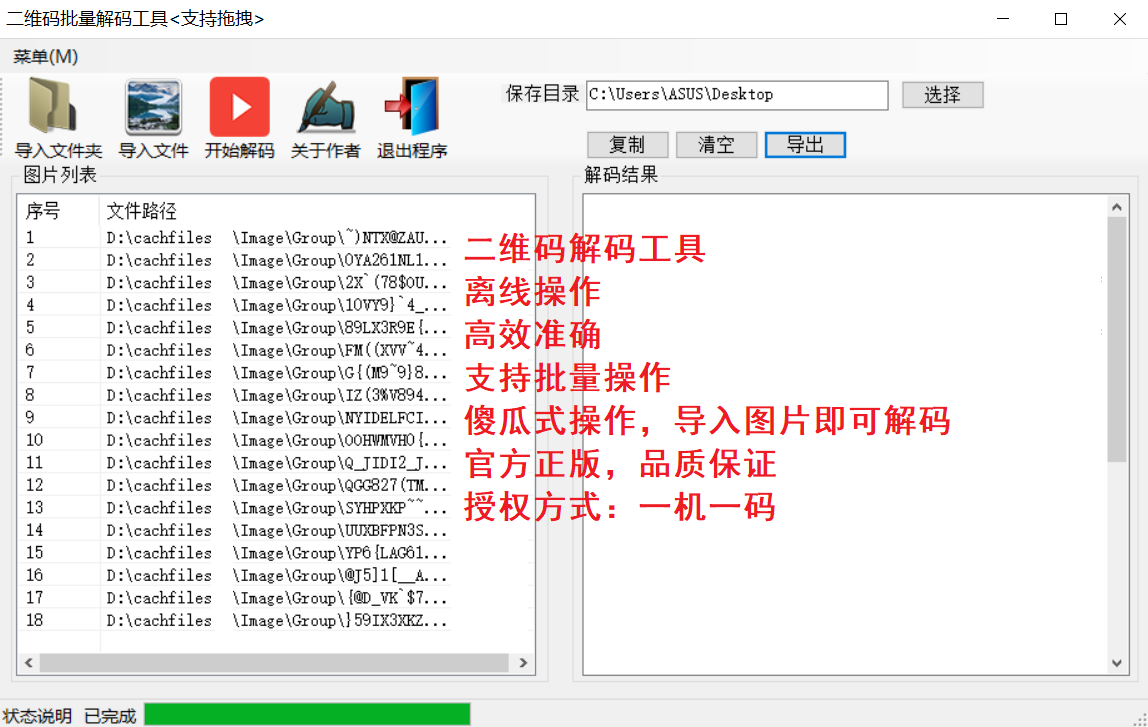 二维码批量解码工具<支持拖拽>
菜单(M)
导入文件夹 导入文件 开始解码 关于作者 退出程序
保存目录 C:\Users\ASUS\Desktop 选择
复制 清空 导出
图片列表
序号 文件路径
1 D:\cachfiles \Image\Group\~)NTX@ZAU...
2 D:\cachfiles \Image\Group\0YA261NL1...
3 D:\cachfiles \Image\Group\2X`(78$OU...
4 D:\cachfiles \Image\Group\10VY9}`4_...
5 D:\cachfiles \Image\Group\89LX3R9E{...
6 D:\cachfiles \Image\Group\FM((XVV~4...
7 D:\cachfiles \Image\Group\G{(M9~9}8...
8 D:\cachfiles \Image\Group\IZ(3%V894...
9 D:\cachfiles \Image\Group\NYIDELFCI...
10 D:\cachfiles \Image\Group\OOHWMVHO{...
11 D:\cachfiles \Image\Group\Q_JIDI2_J...
12 D:\cachfiles \Image\Group\QGG827(TM...
13 D:\cachfiles \Image\Group\SYHPXKP~~...
14 D:\cachfiles \Image\Group\UUXBFPN3S...
15 D:\cachfiles \Image\Group\YP6{LAG61...
16 D:\cachfiles \Image\Group\@J5]1[__A...
17 D:\cachfiles \Image\Group\{@D_VK`$7...
18 D:\cachfiles \Image\Group\}59IX3XKZ...
解码结果
二维码解码工具
离线操作
高效准确
支持批量操作
傻瓜式操作，导入图片即可解码
官方正版，品质保证
授权方式：一机一码
状态说明 已完成